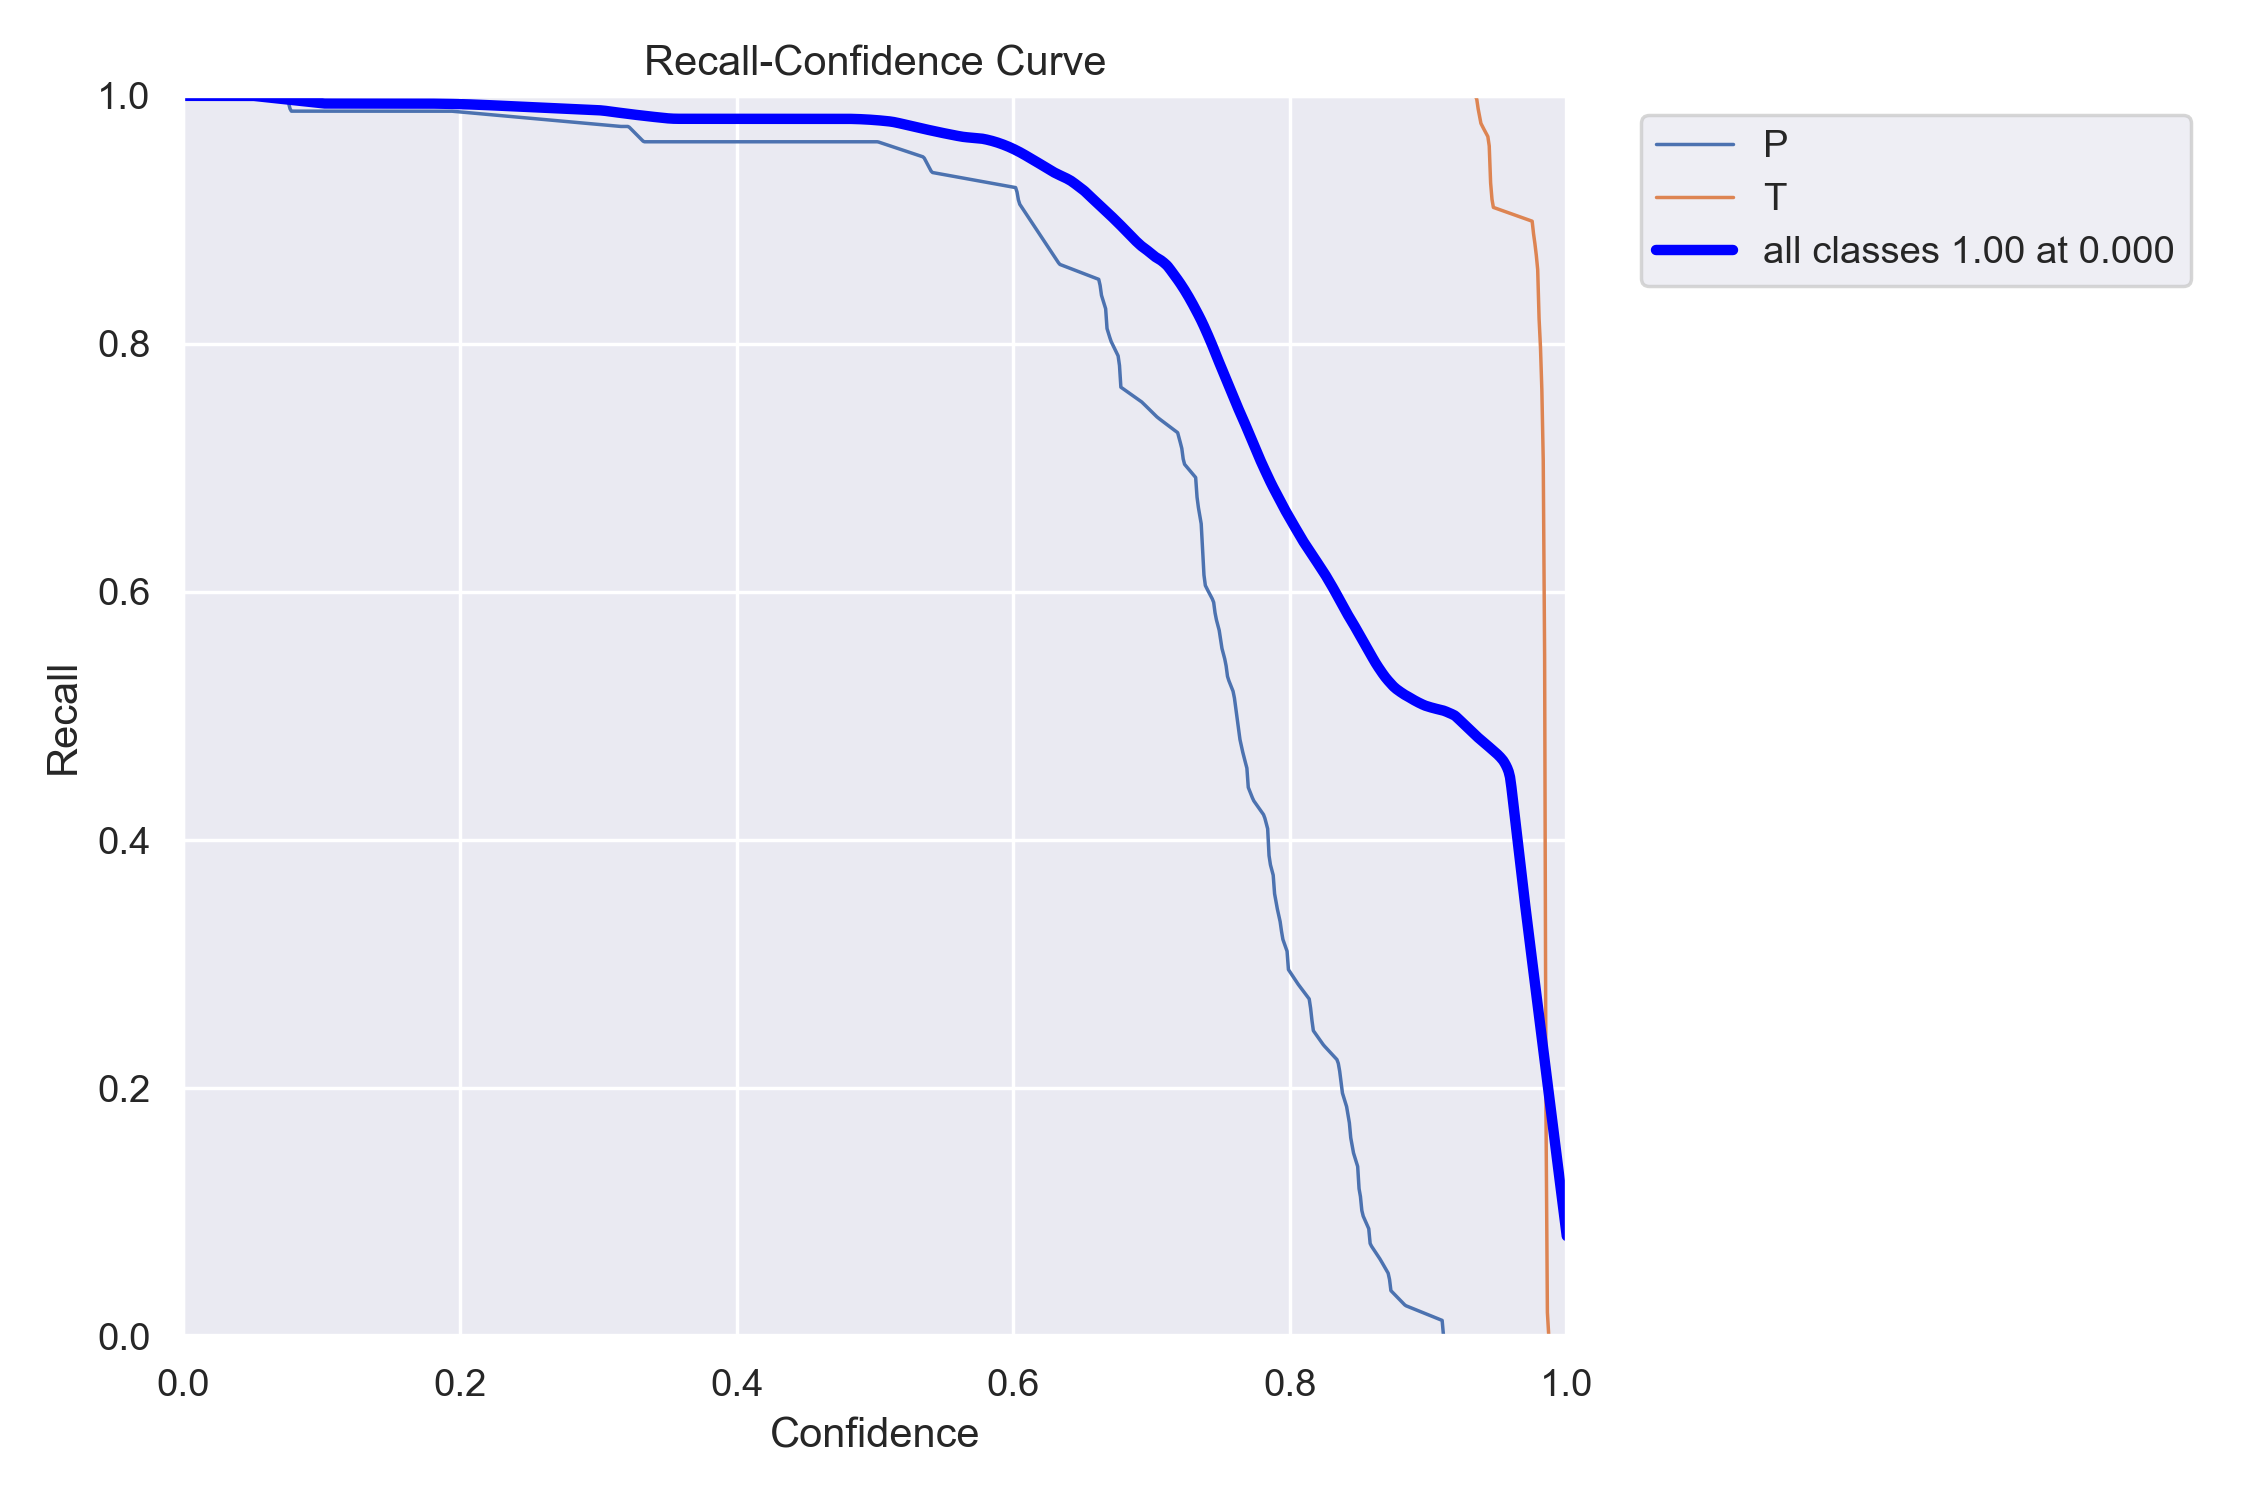 Recall-Confidence Curve
1.0
0.8
0.6
0.4
0.2
0.0
Recall
0.0 0.2 0.4 0.6 0.8 1.0
Confidence
P
T
all classes 1.00 at 0.000